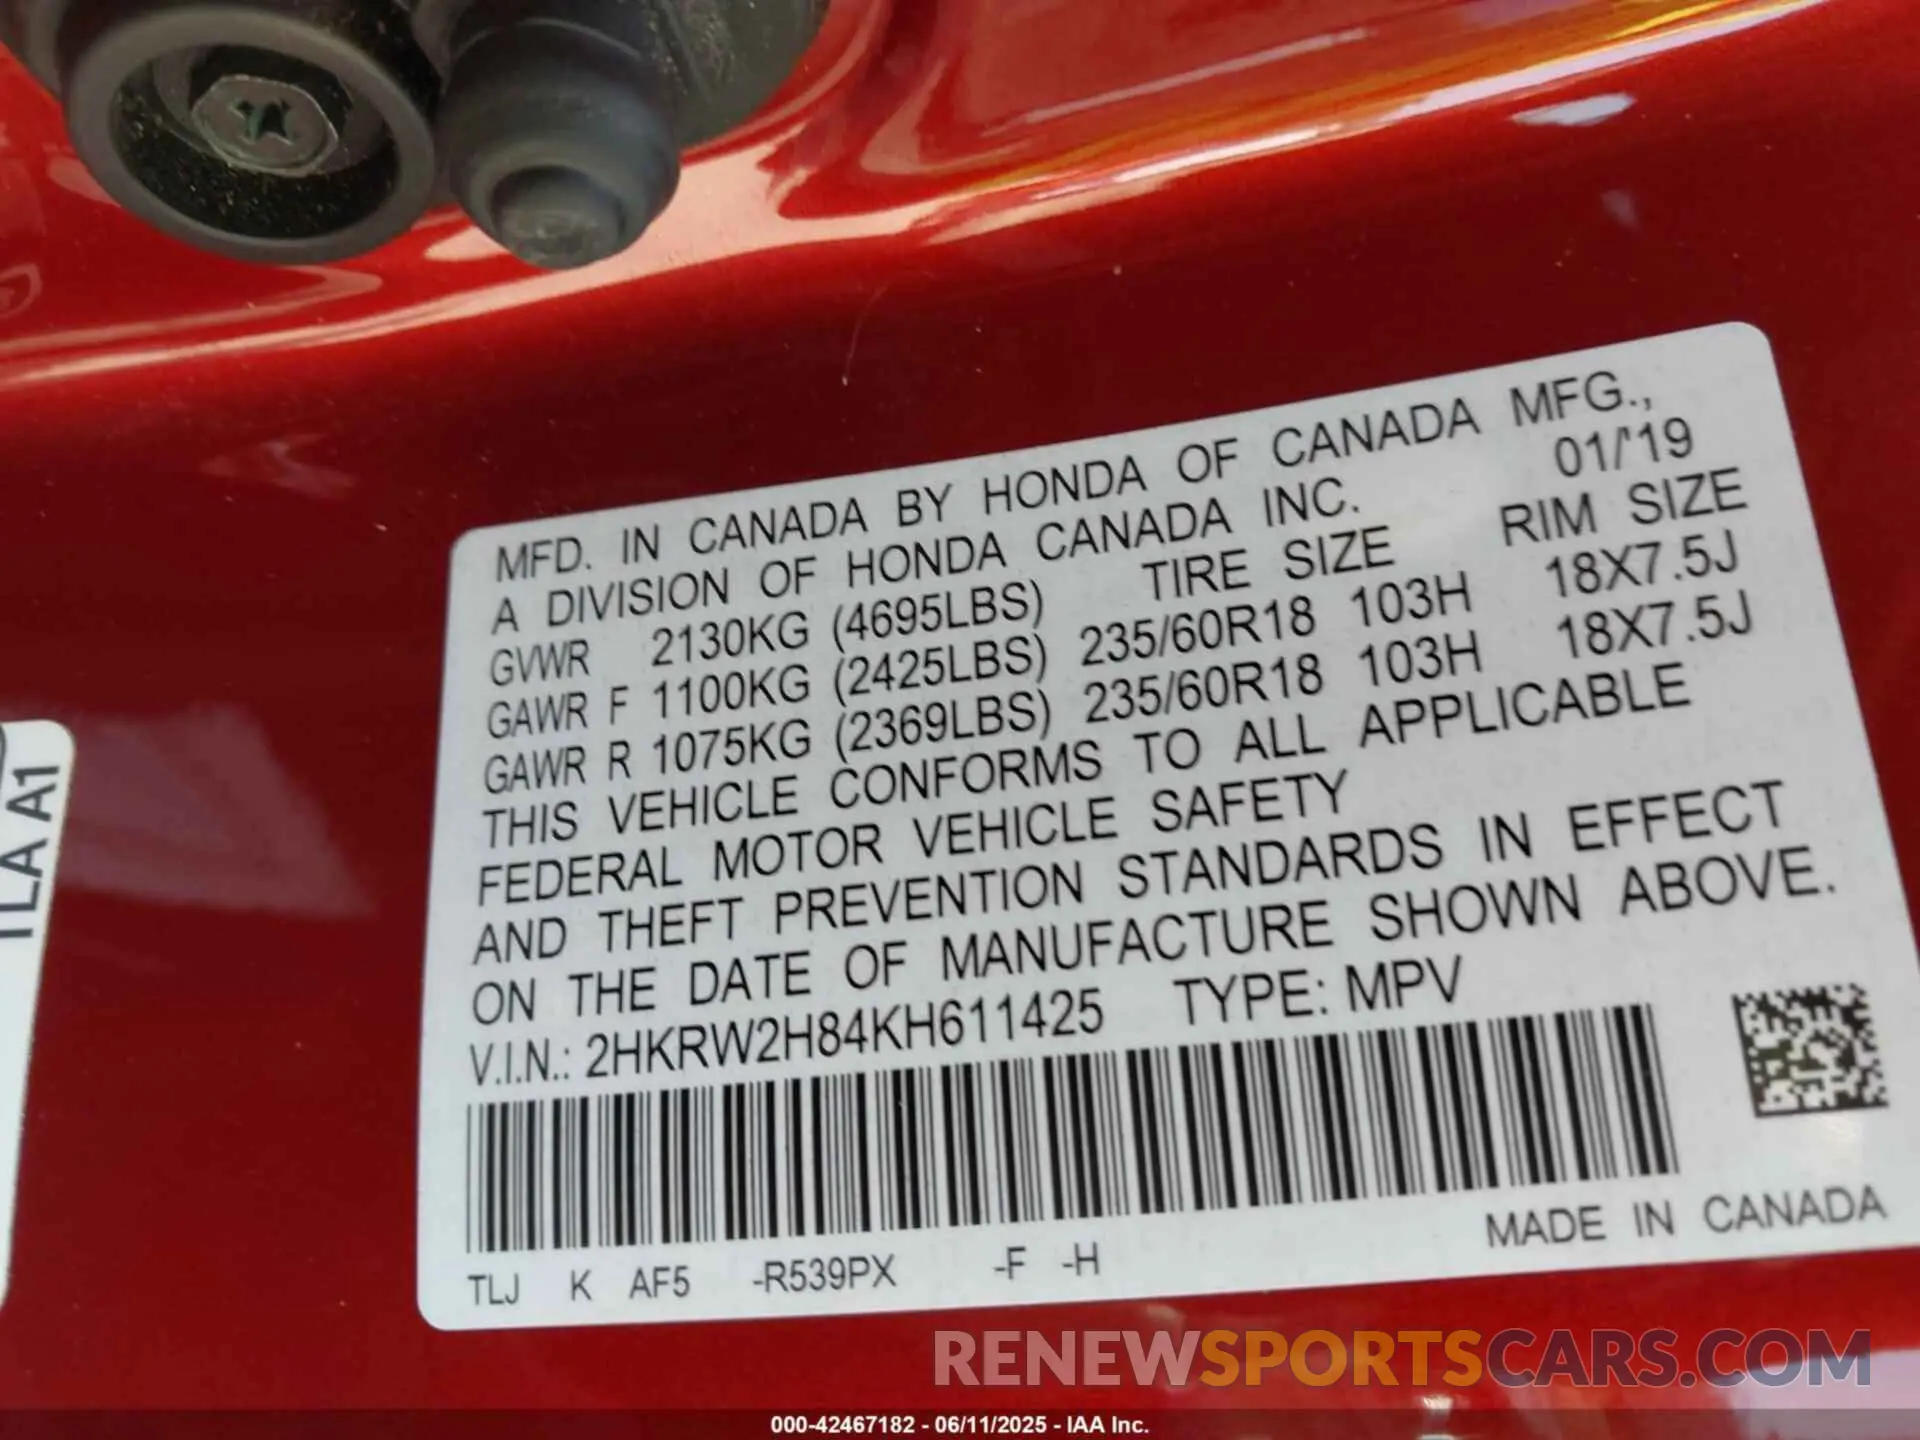 MFD. IN CANADA BY HONDA OF CANADA MFG.,
A DIVISION OF HONDA CANADA INC. 01/'19
GVWR 2130KG (4695LBS) TIRE SIZE RIM SIZE
GAWR F 1100KG (2425LBS) 235/60R18 103H 18X7.5J
GAWR R 1075KG (2369LBS) 235/60R18 103H 18X7.5J
THIS VEHICLE CONFORMS TO ALL APPLICABLE
FEDERAL MOTOR VEHICLE SAFETY
AND THEFT PREVENTION STANDARDS IN EFFECT
ON THE DATE OF MANUFACTURE SHOWN ABOVE.
V.I.N.: 2HKRW2H84KH611425 TYPE: MPV
TLJ K AF5 -R539PX -F -H MADE IN CANADA
TLA A1
RENEWSPORTSCARS.COM
000-42467182 - 06/11/2025 - IAA Inc.